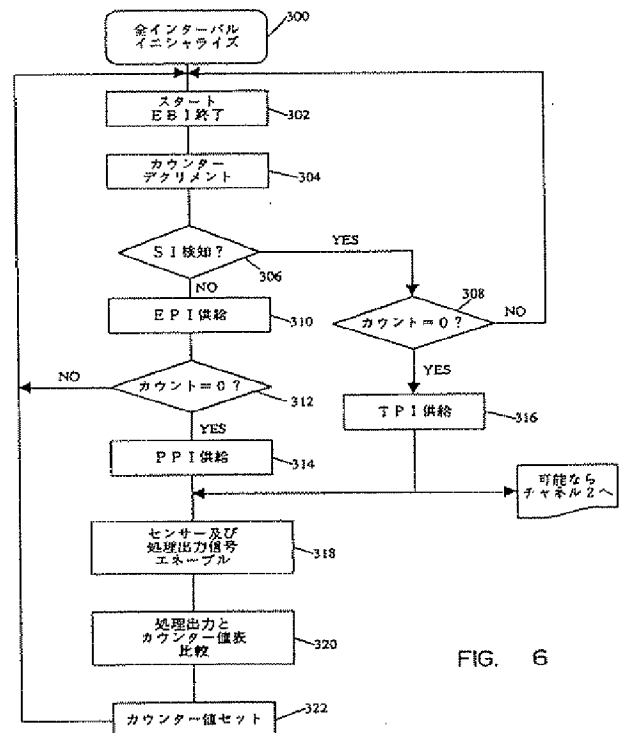 全インターバル
イニシャライズ
300
スタート
EBI終了
302
カウンター
デクリメント
304
SI検知?
306
YES
NO
EPI供給
310
カウント=0?
308
NO
YES
カウント=0?
312
NO
YES
TPI供給
316
PPI供給
314
可能なら
チャネル2へ
センサー及び
処理出力信号
エネーブル
318
処理出力と
カウンター値表
比較
320
カウンター値セット
322
FIG. 6